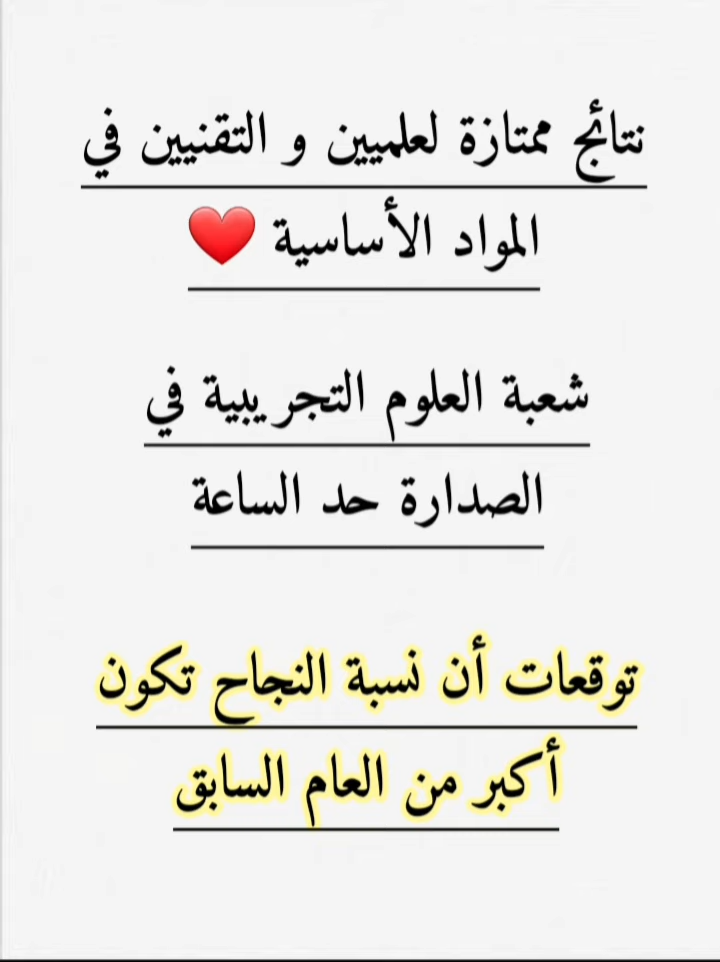 نتائج ممتازة لعلميين و التقنيين في
المواد الأساسية ❤️
شعبة العلوم التجريبية في
الصدارة حد الساعة
توقعات أن نسبة النجاح تكون
أكبر من العام السابق